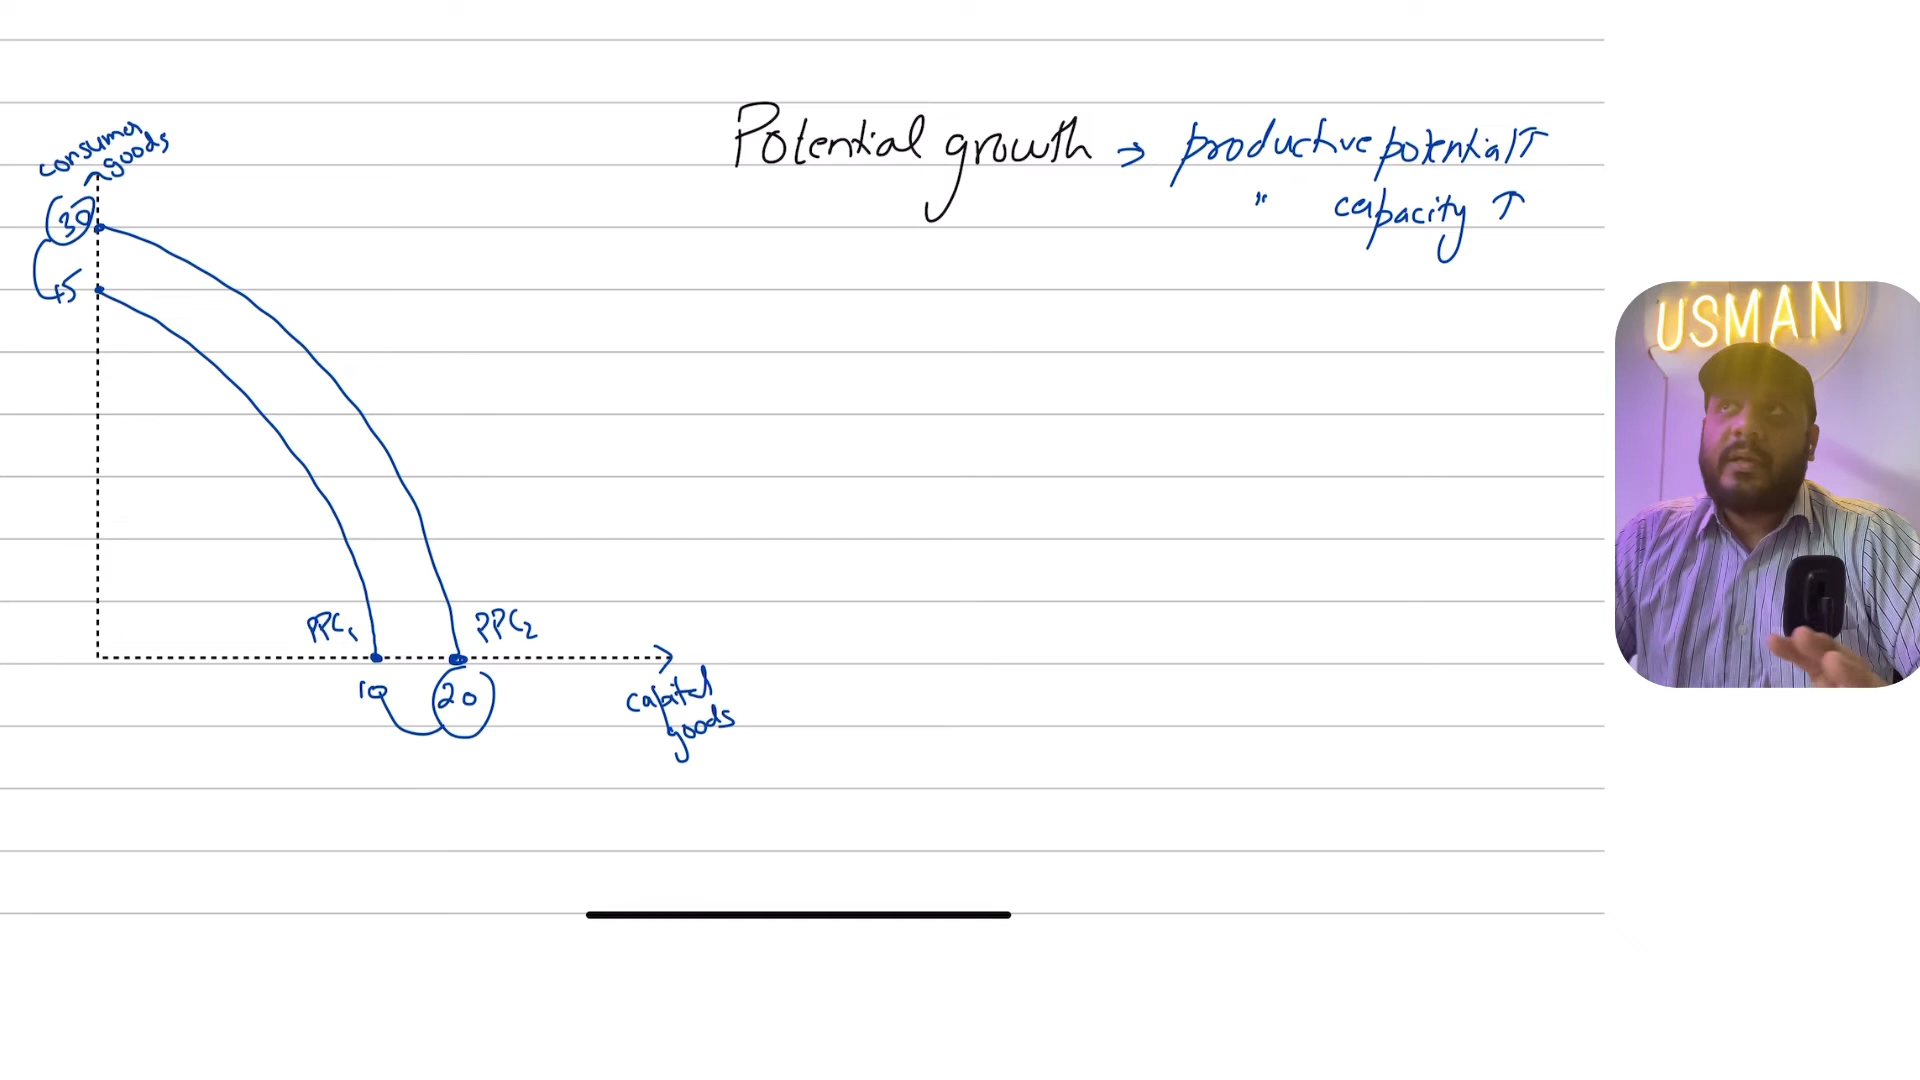 Potential growth → productive potential↑
" capacity ↑
consumer
goods
30
15
PPC₁
PPC₂
10
20
capital
goods
USMAN